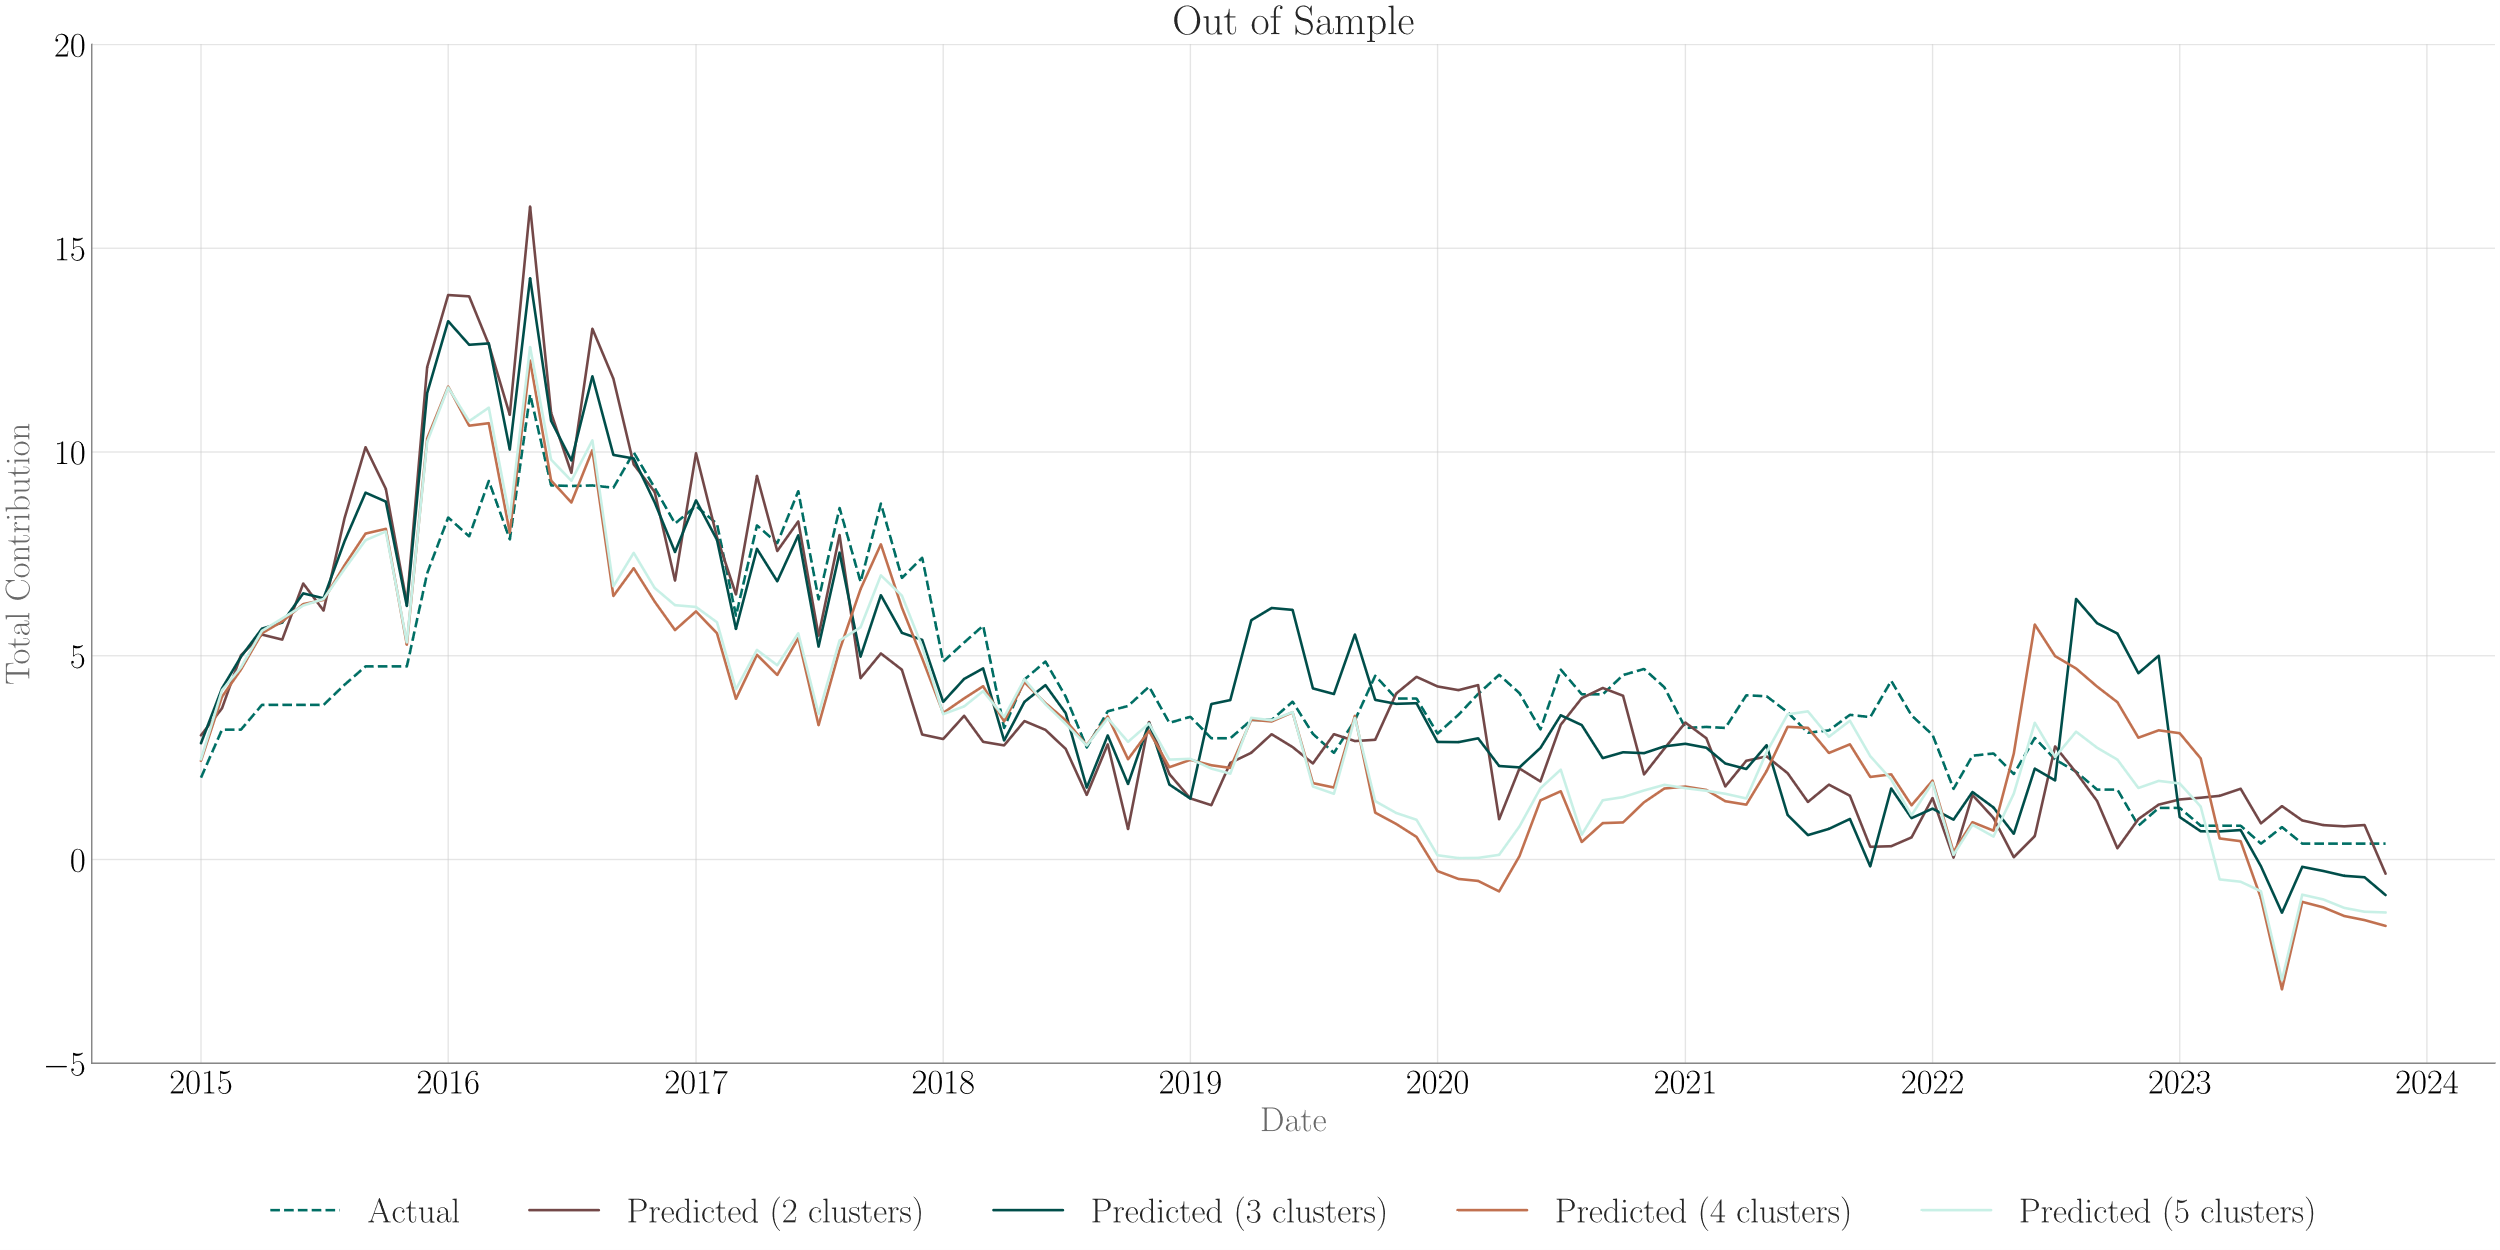 Out of Sample
Total Contribution
20
15
10
5
0
−5
2015 2016 2017 2018 2019 2020 2021 2022 2023 2024
Date
Actual Predicted (2 clusters) Predicted (3 clusters) Predicted (4 clusters) Predicted (5 clusters)